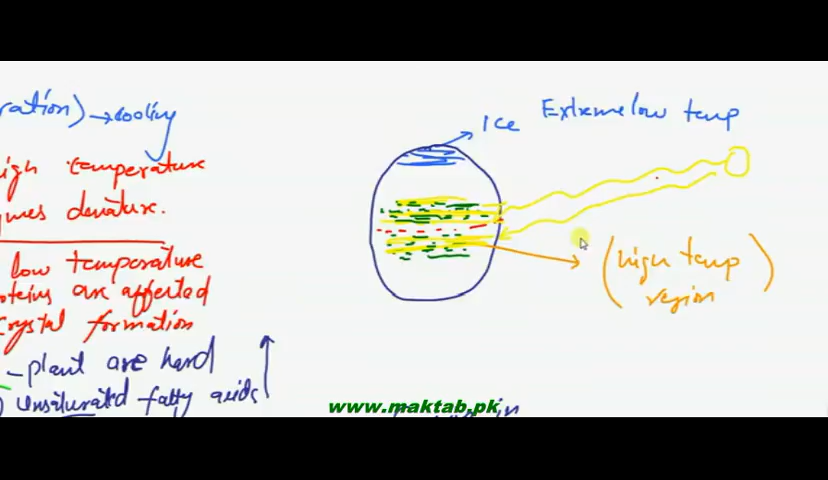 ration) → cooling
igh temperature
ymes denature.
low temperature
oteins are affected
Crystal formation
- plant are hard
) unsaturated fatty acids
Ice
Extreme low temp
(high temp
region)
www.maktab.pk